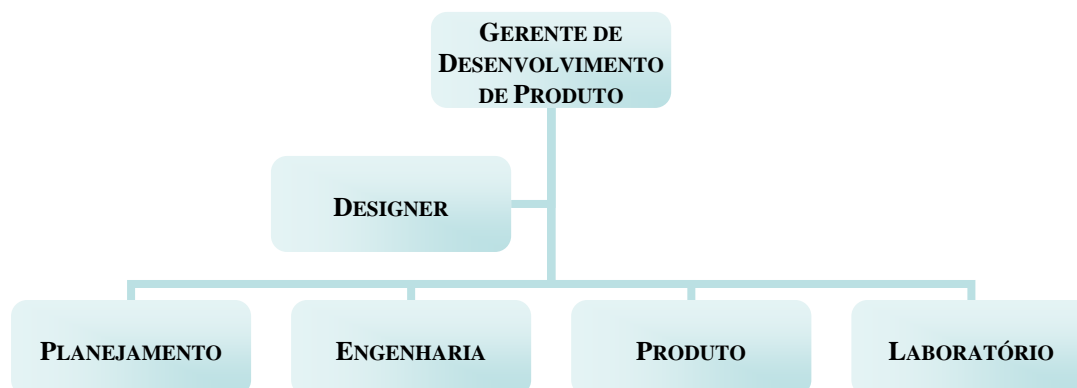 GERENTE DE
DESENVOLVIMENTO
DE PRODUTO
DESIGNER
PLANEJAMENTO
ENGENHARIA
PRODUTO
LABORATÓRIO